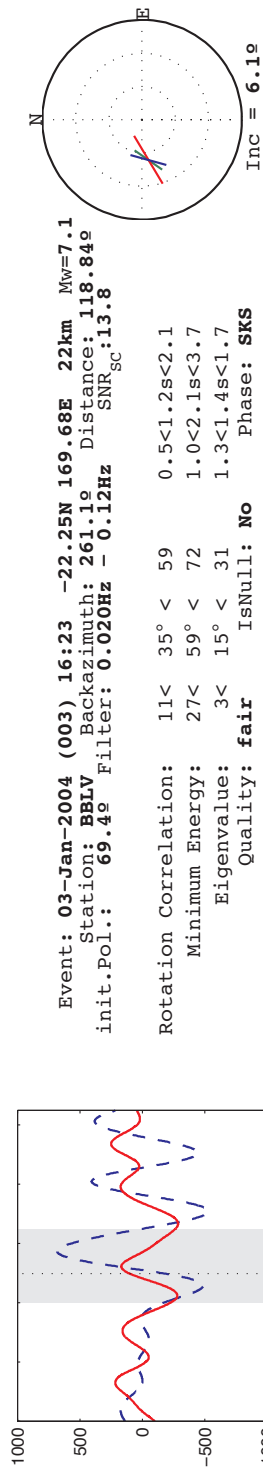 Event: 03-Jan-2004 (003) 16:23 -22.25N 169.68E 22km Mw=7.1
Station: BBLV Backazimuth: 261.1º Distance: 118.84º
init.Pol.: 69.4º Filter: 0.020Hz - 0.12Hz SNRSC:13.8
Rotation Correlation: 11< 35° < 59 0.5<1.2s<2.1
Minimum Energy: 27< 59° < 72 1.0<2.1s<3.7
Eigenvalue: 3< 15° < 31 1.3<1.4s<1.7
Quality: fair IsNull: No Phase: SKS
N
E
Inc = 6.1º
1000
500
0
-500
-1000